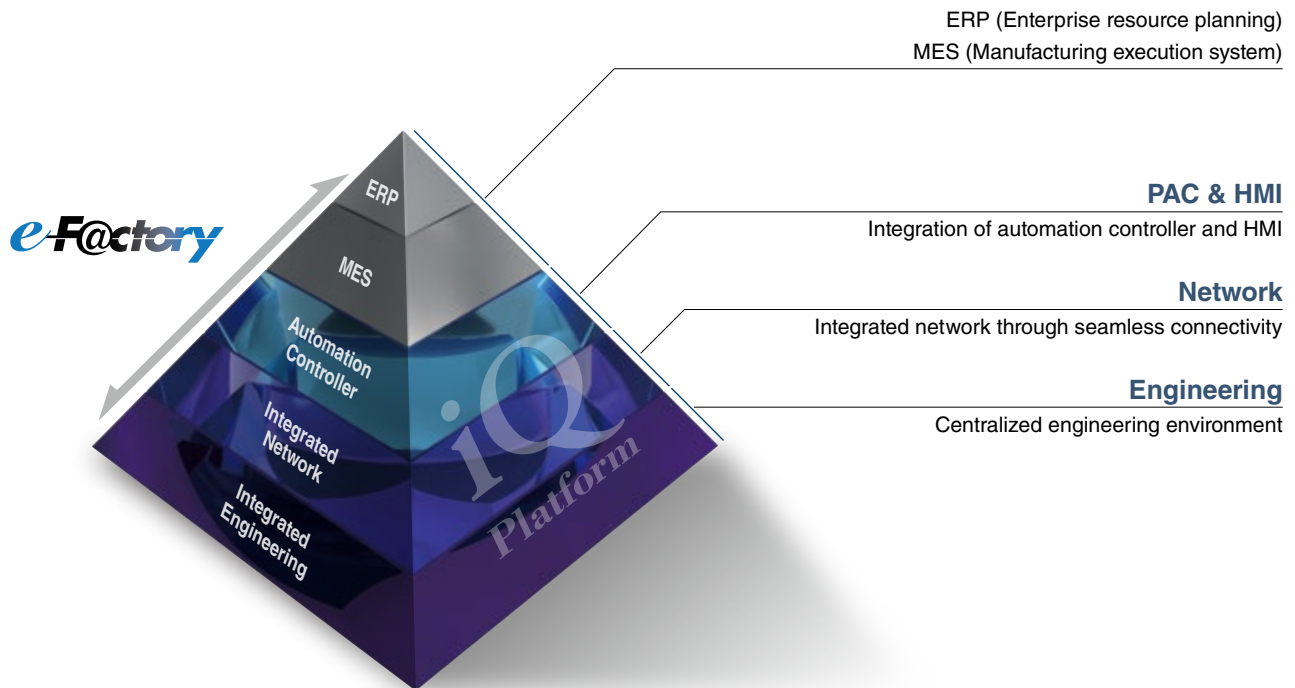 ERP (Enterprise resource planning)
MES (Manufacturing execution system)
PAC & HMI
Integration of automation controller and HMI
Network
Integrated network through seamless connectivity
Engineering
Centralized engineering environment
e-F@ctory
ERP
MES
Automation
Controller
Integrated
Network
Integrated
Engineering
iQ
Platform